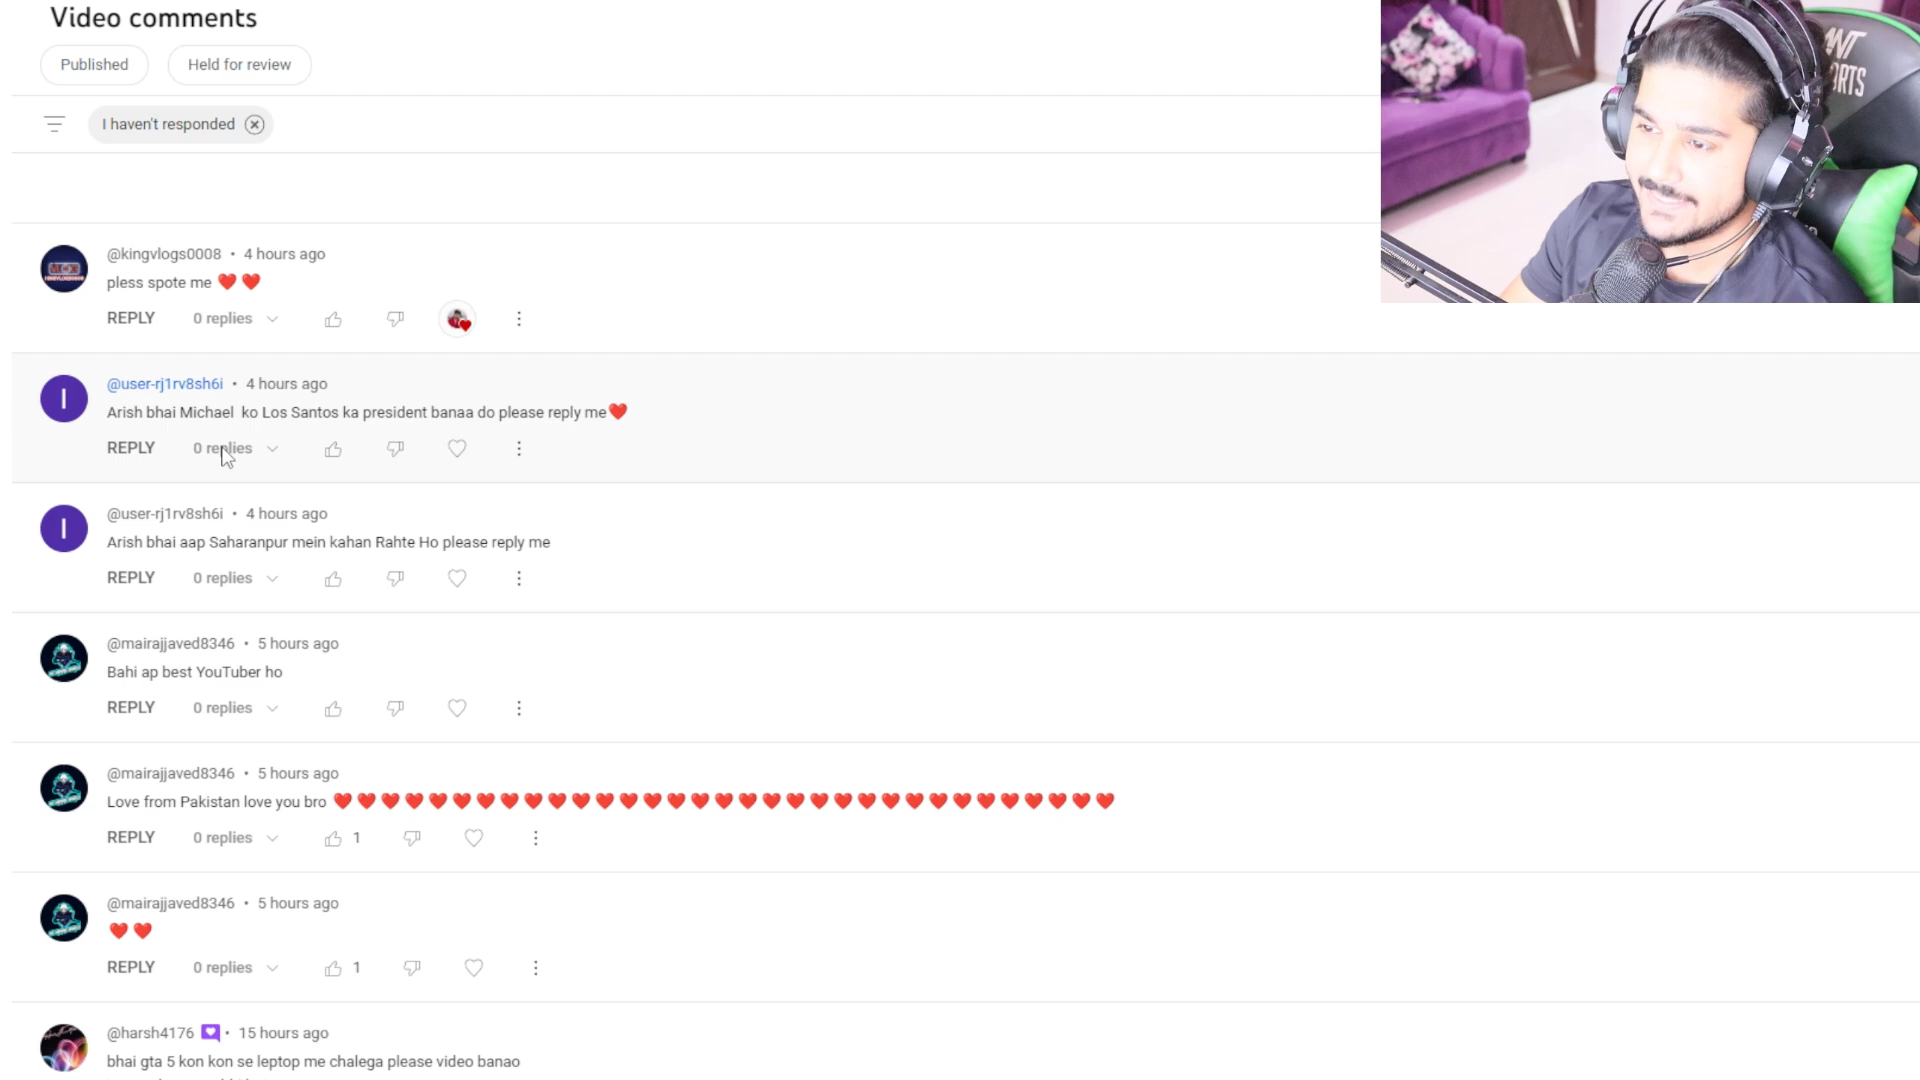 Video comments
Published
Held for review
I haven't responded
@kingvlogs0008 • 4 hours ago
pless spote me ❤️ ❤️
REPLY 0 replies
@user-rj1rv8sh6i • 4 hours ago
Arish bhai Michael ko Los Santos ka president banaa do please reply me❤️
REPLY 0 replies
@user-rj1rv8sh6i • 4 hours ago
Arish bhai aap Saharanpur mein kahan Rahte Ho please reply me
REPLY 0 replies
@mairajjaved8346 • 5 hours ago
Bahi ap best YouTuber ho
REPLY 0 replies
@mairajjaved8346 • 5 hours ago
Love from Pakistan love you bro ❤️ ❤️ ❤️ ❤️ ❤️ ❤️ ❤️ ❤️ ❤️ ❤️ ❤️ ❤️ ❤️ ❤️ ❤️ ❤️ ❤️ ❤️ ❤️ ❤️ ❤️ ❤️ ❤️ ❤️ ❤️ ❤️ ❤️ ❤️ ❤️ ❤️ ❤️ ❤️ ❤️
REPLY 0 replies 1
@mairajjaved8346 • 5 hours ago
❤️ ❤️
REPLY 0 replies 1
@harsh4176 • 15 hours ago
bhai gta 5 kon kon se leptop me chalega please video banao